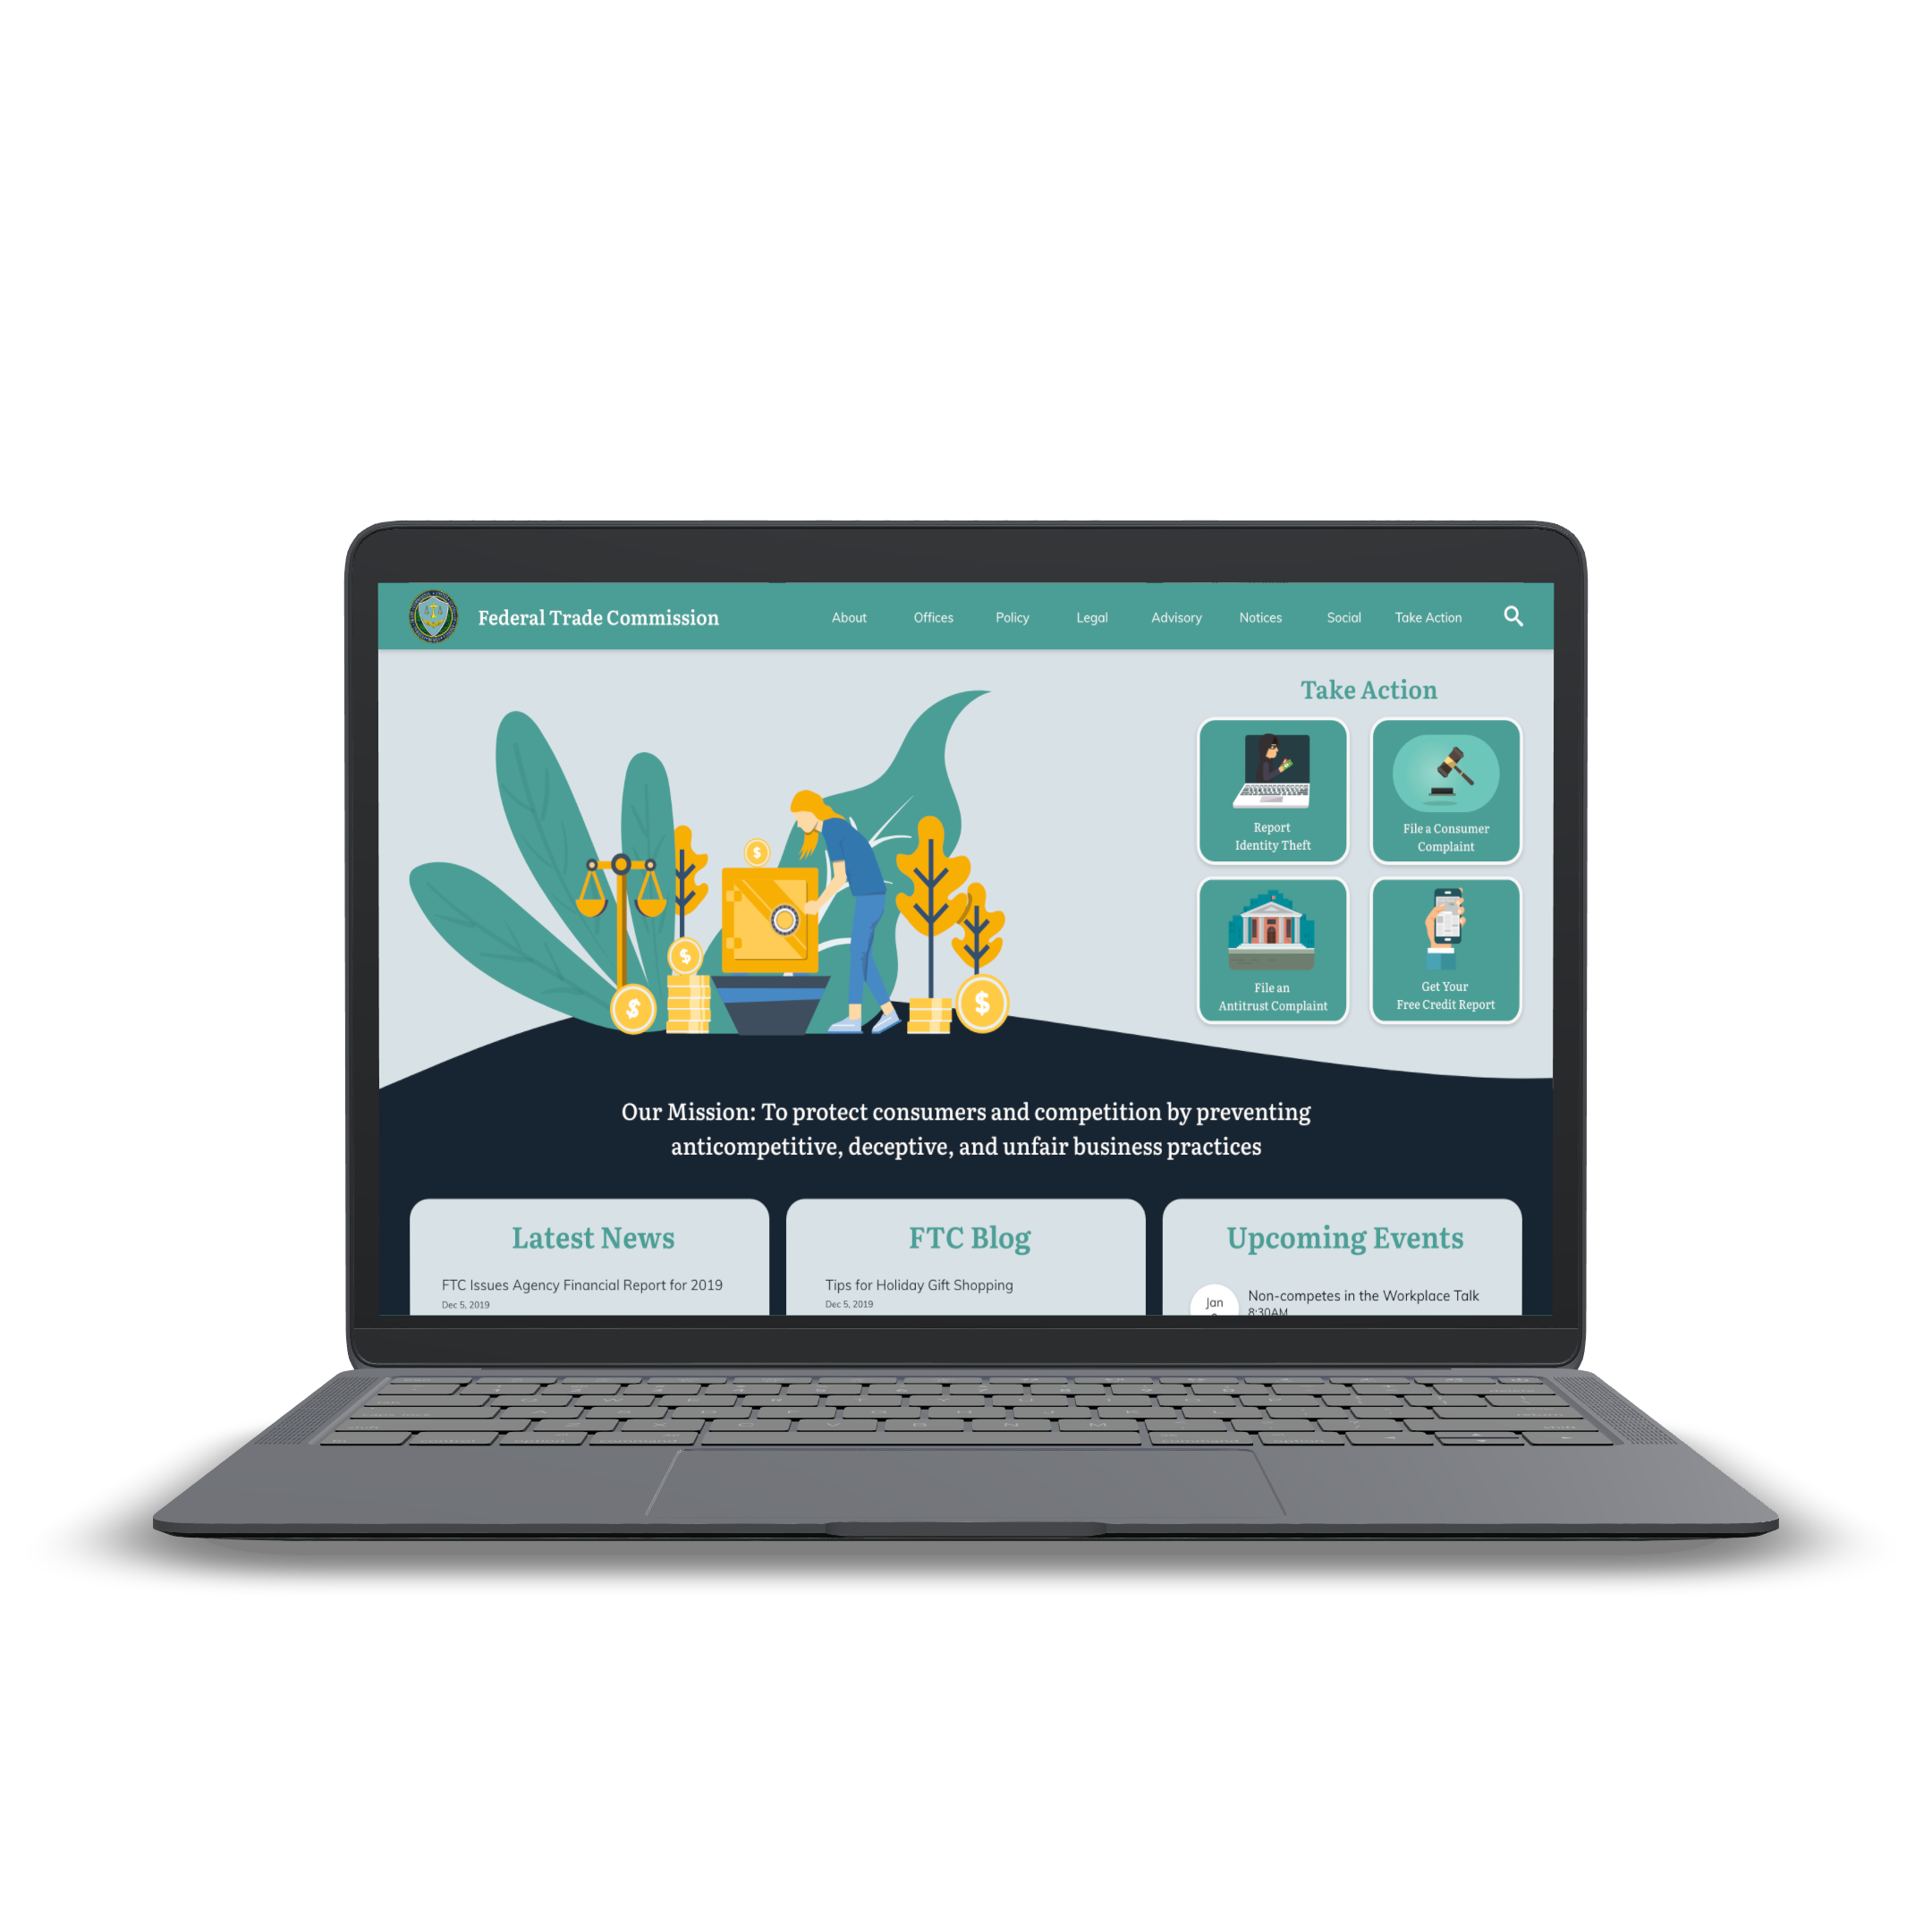 Federal Trade Commission
About
Offices
Policy
Legal
Advisory
Notices
Social
Take Action
Take Action
Report
Identity Theft
File a Consumer
Complaint
File an
Antitrust Complaint
Get Your
Free Credit Report
$
$
$
$
Our Mission: To protect consumers and competition by preventing
anticompetitive, deceptive, and unfair business practices
Latest News
FTC Issues Agency Financial Report for 2019
Dec 5, 2019
FTC Blog
Tips for Holiday Gift Shopping
Dec 5, 2019
Upcoming Events
Jan
Non-competes in the Workplace Talk
8:30AM